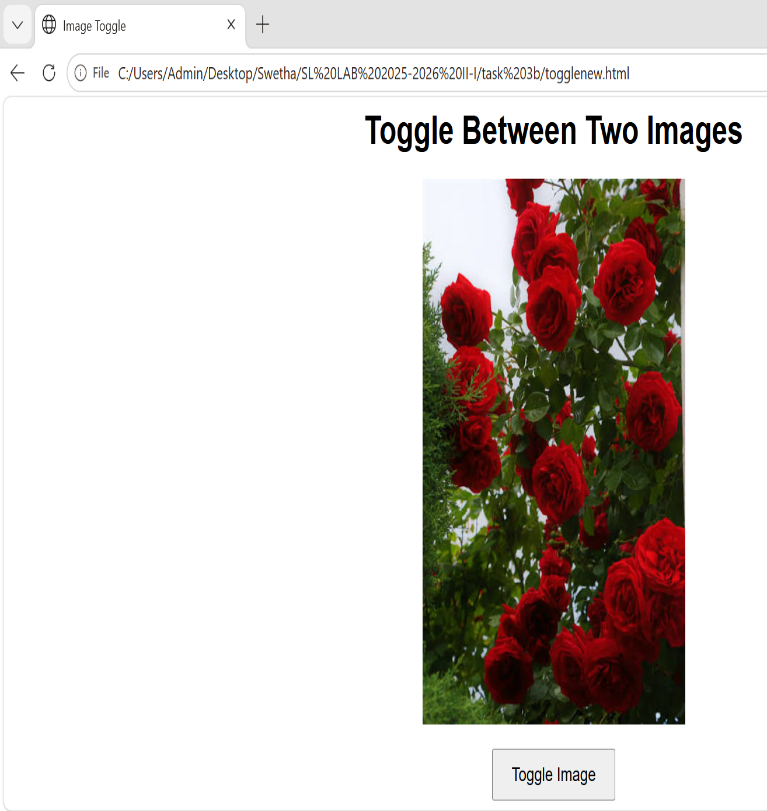 Image Toggle
File C:/Users/Admin/Desktop/Swetha/SL%20LAB%202025-2026%20II-I/task%203b/togglenew.html
Toggle Between Two Images
Toggle Image